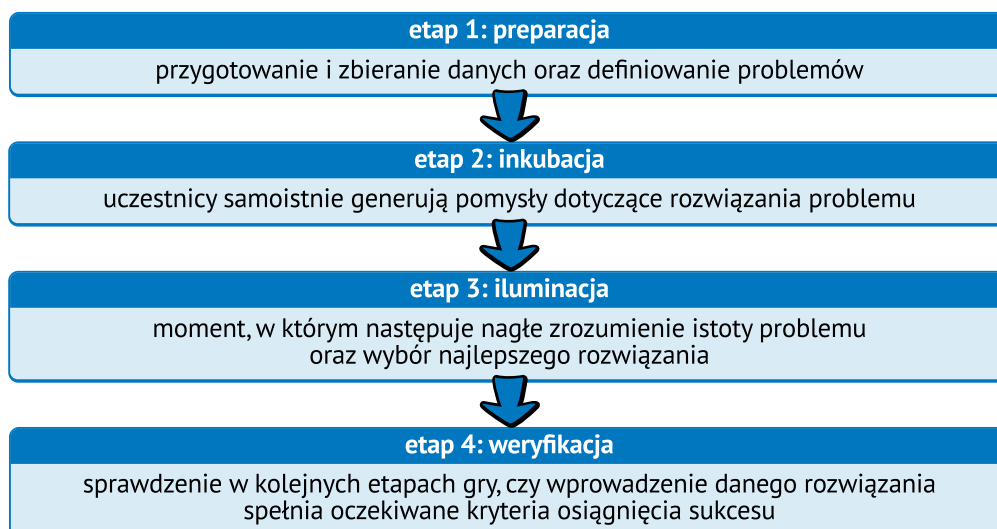 etap 1: preparacja
przygotowanie i zbieranie danych oraz definiowanie problemów
etap 2: inkubacja
uczestnicy samoistnie generują pomysły dotyczące rozwiązania problemu
etap 3: iluminacja
moment, w którym następuje nagłe zrozumienie istoty problemu
oraz wybór najlepszego rozwiązania
etap 4: weryfikacja
sprawdzenie w kolejnych etapach gry, czy wprowadzenie danego rozwiązania
spełnia oczekiwane kryteria osiągnięcia sukcesu